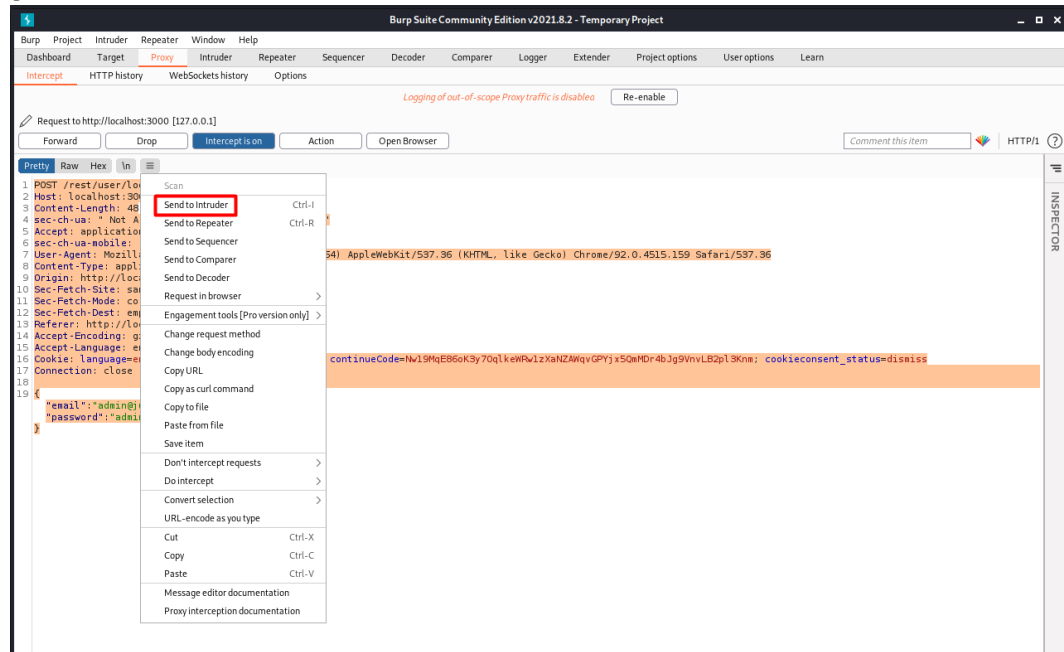 Burp Suite Community Edition v2021.8.2 - Temporary Project
Burp Project Intruder Repeater Window Help
Dashboard Target Proxy Intruder Repeater Sequencer Decoder Comparer Logger Extender Project options User options Learn
Intercept HTTP history WebSockets history Options
Logging of out-of-scope Proxy traffic is disabled Re-enable
Request to http://localhost:3000 [127.0.0.1]
Forward Drop Intercept is on Action Open Browser Comment this item HTTP/1 ?
Pretty Raw Hex \n
INSPECTOR
1 POST /rest/user/lo
2 Host: localhost:30
3 Content-Length: 48
4 sec-ch-ua: " Not A "
5 Accept: application
6 sec-ch-ua-mobile:
7 User-Agent: Mozill 64) AppleWebKit/537.36 (KHTML, like Gecko) Chrome/92.0.4515.159 Safari/537.36
8 Content-Type: appl
9 Origin: http://loc
10 Sec-Fetch-Site: sa
11 Sec-Fetch-Mode: co
12 Sec-Fetch-Dest: em
13 Referer: http://lo
14 Accept-Encoding: g
15 Accept-Language: e
16 Cookie: language=e continueCode=Nw19MqE86oK3y7OqlkeWRw1zXaNZAWqvGPYjx5QmMDr4bJg9VnvLB2pl3Knm; cookieconsent_status=dismiss
17 Connection: close
18
19 {
"email":"admin@j
"password":"admi
}
Scan
Send to Intruder Ctrl-I
Send to Repeater Ctrl-R
Send to Sequencer
Send to Comparer
Send to Decoder
Request in browser >
Engagement tools [Pro version only] >
Change request method
Change body encoding
Copy URL
Copy as curl command
Copy to file
Paste from file
Save item
Don't intercept requests >
Do intercept >
Convert selection >
URL-encode as you type
Cut Ctrl-X
Copy Ctrl-C
Paste Ctrl-V
Message editor documentation
Proxy interception documentation